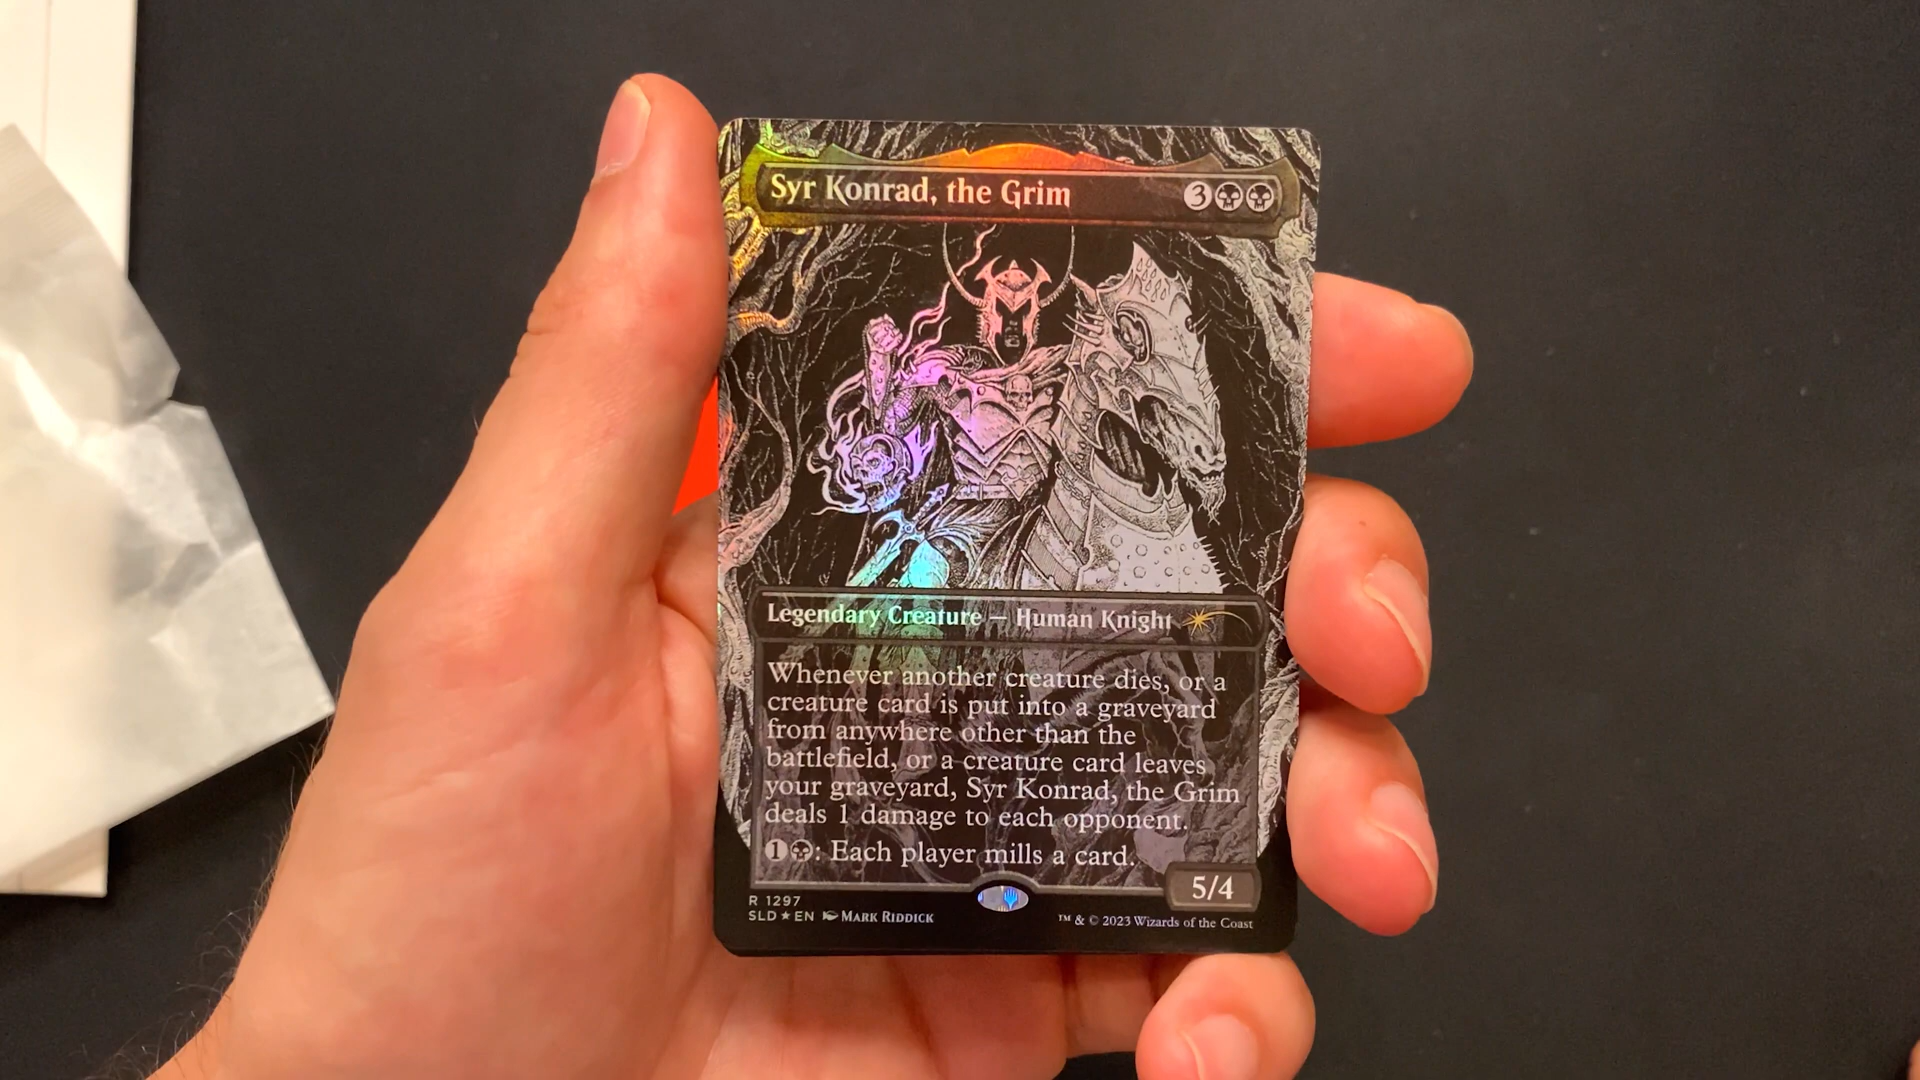 Syr Konrad, the Grim 3
Legendary Creature — Human Knight
Whenever another creature dies, or a
creature card is put into a graveyard
from anywhere other than the
battlefield, or a creature card leaves
your graveyard, Syr Konrad, the Grim
deals 1 damage to each opponent.
1: Each player mills a card.
5/4
R 1297
SLD★EN MARK RIDDICK
™ & © 2023 Wizards of the Coast